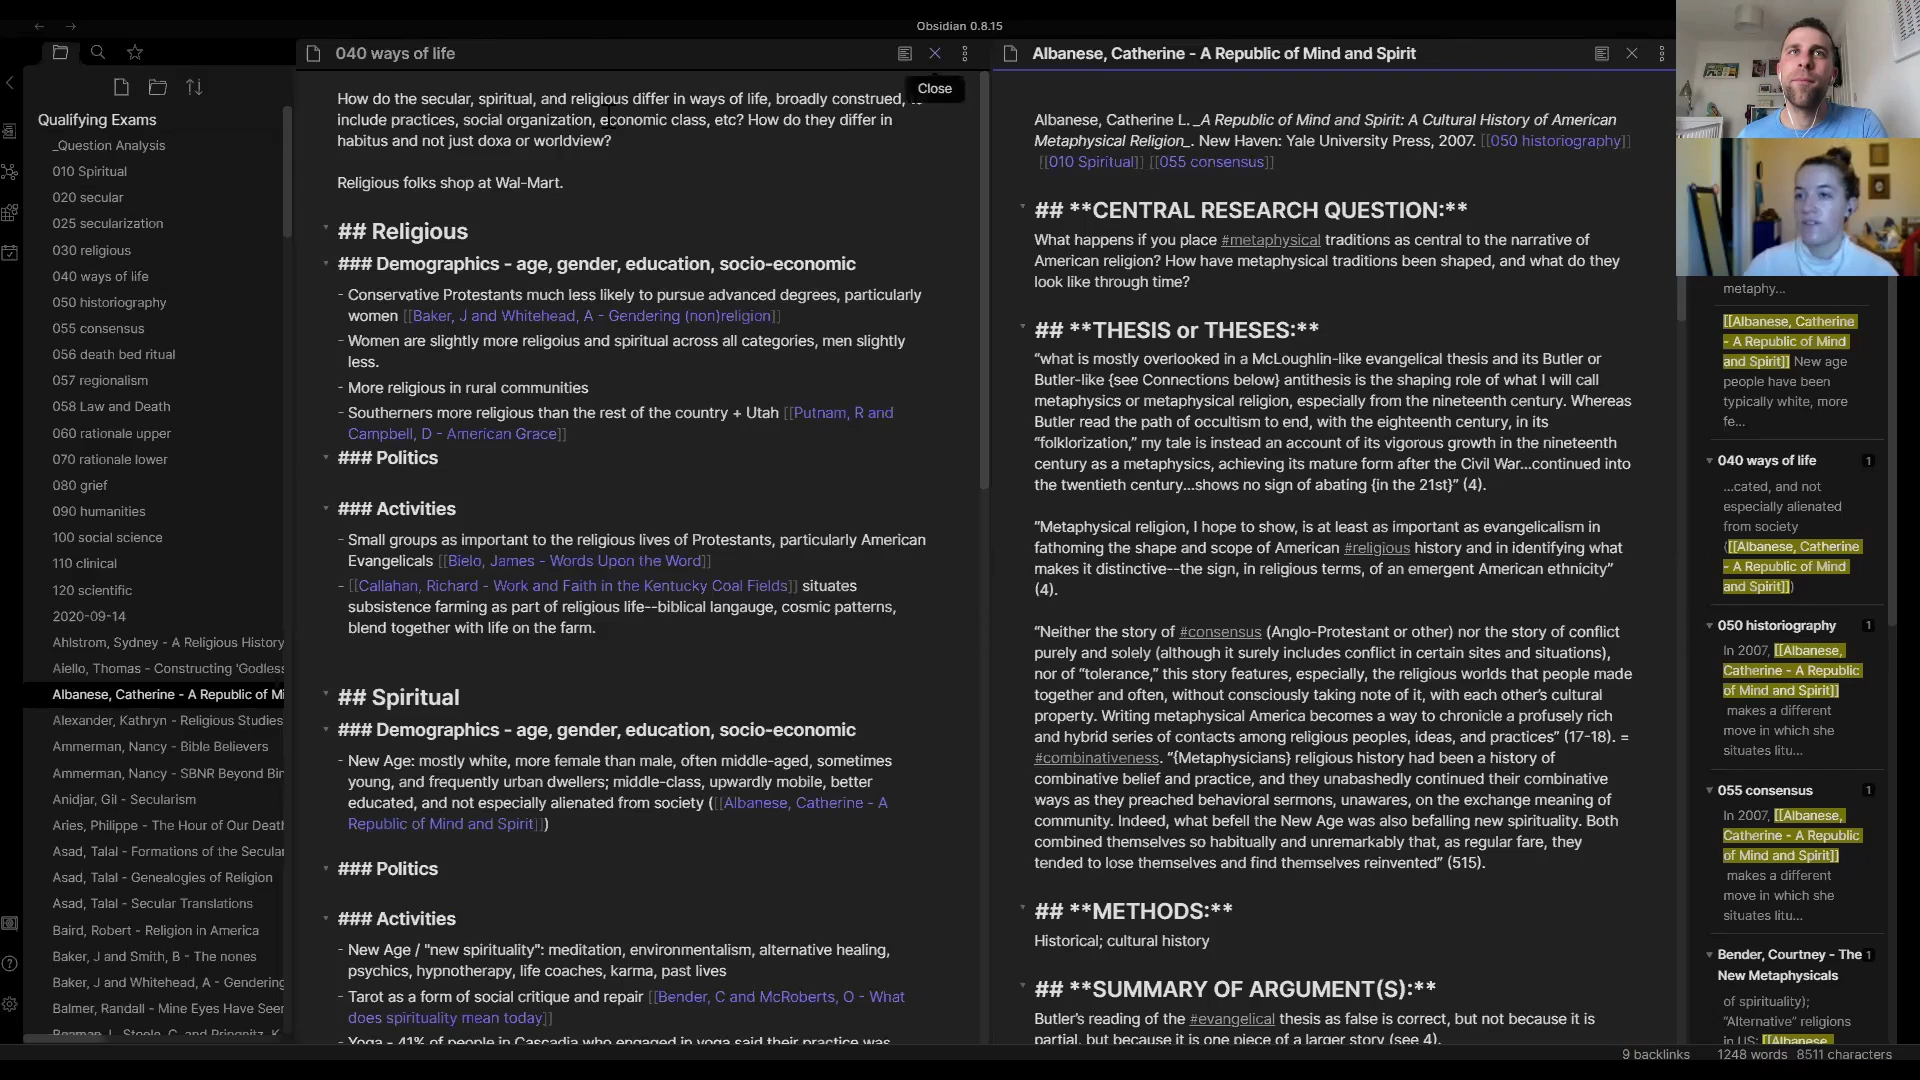 Obsidian 0.8.15
Qualifying Exams
_Question Analysis
010 Spiritual
020 secular
025 secularization
030 religious
040 ways of life
050 historiography
055 consensus
056 death bed ritual
057 regionalism
058 Law and Death
060 rationale upper
070 rationale lower
080 grief
090 humanities
100 social science
110 clinical
120 scientific
2020-09-14
Ahlstrom, Sydney - A Religious History
Aiello, Thomas - Constructing 'Godless
Albanese, Catherine - A Republic of Mi
Alexander, Kathryn - Religious Studies
Ammerman, Nancy - Bible Believers
Ammerman, Nancy - SBNR Beyond Bin
Anidjar, Gil - Secularism
Aries, Philippe - The Hour of Our Death
Asad, Talal - Formations of the Secular
Asad, Talal - Genealogies of Religion
Asad, Talal - Secular Translations
Baird, Robert - Religion in America
Baker, J and Smith, B - The nones
Baker, J and Whitehead, A - Gendering
Balmer, Randall - Mine Eyes Have Seen
040 ways of life
Close
How do the secular, spiritual, and religious differ in ways of life, broadly construed,
include practices, social organization, economic class, etc? How do they differ in
habitus and not just doxa or worldview?
Religious folks shop at Wal-Mart.
## Religious
### Demographics - age, gender, education, socio-economic
- Conservative Protestants much less likely to pursue advanced degrees, particularly
women [[Baker, J and Whitehead, A - Gendering (non)religion]]
- Women are slightly more religoius and spiritual across all categories, men slightly
less.
- More religious in rural communities
- Southerners more religious than the rest of the country + Utah [[Putnam, R and
Campbell, D - American Grace]]
### Politics
### Activities
- Small groups as important to the religious lives of Protestants, particularly American
Evangelicals [[Bielo, James - Words Upon the Word]]
- [[Callahan, Richard - Work and Faith in the Kentucky Coal Fields]] situates
subsistence farming as part of religious life--biblical langauge, cosmic patterns,
blend together with life on the farm.
## Spiritual
### Demographics - age, gender, education, socio-economic
- New Age: mostly white, more female than male, often middle-aged, sometimes
young, and frequently urban dwellers; middle-class, upwardly mobile, better
educated, and not especially alienated from society ([[Albanese, Catherine - A
Republic of Mind and Spirit]])
### Politics
### Activities
- New Age / "new spirituality": meditation, environmentalism, alternative healing,
psychics, hypnotherapy, life coaches, karma, past lives
- Tarot as a form of social critique and repair [[Bender, C and McRoberts, O - What
does spirituality mean today]]
- Yoga - 41% of people in Cascadia who engaged in yoga said their practice was
Albanese, Catherine - A Republic of Mind and Spirit
Albanese, Catherine L. _A Republic of Mind and Spirit: A Cultural History of American
Metaphysical Religion_. New Haven: Yale University Press, 2007. [[050 historiography]]
[[010 Spiritual]] [[055 consensus]]
## **CENTRAL RESEARCH QUESTION:**
What happens if you place #metaphysical traditions as central to the narrative of
American religion? How have metaphysical traditions been shaped, and what do they
look like through time?
## **THESIS or THESES:**
“what is mostly overlooked in a McLoughlin-like evangelical thesis and its Butler or
Butler-like {see Connections below} antithesis is the shaping role of what I will call
metaphysics or metaphysical religion, especially from the nineteenth century. Whereas
Butler read the path of occultism to end, with the eighteenth century, in its
“folklorization,” my tale is instead an account of its vigorous growth in the nineteenth
century as a metaphysics, achieving its mature form after the Civil War...continued into
the twentieth century...shows no sign of abating {in the 21st}” (4).
“Metaphysical religion, I hope to show, is at least as important as evangelicalism in
fathoming the shape and scope of American #religious history and in identifying what
makes it distinctive--the sign, in religious terms, of an emergent American ethnicity”
(4).
“Neither the story of #consensus (Anglo-Protestant or other) nor the story of conflict
purely and solely (although it surely includes conflict in certain sites and situations),
nor of “tolerance,” this story features, especially, the religious worlds that people made
together and often, without consciously taking note of it, with each other’s cultural
property. Writing metaphysical America becomes a way to chronicle a profusely rich
and hybrid series of contacts among religious peoples, ideas, and practices” (17-18). =
#combinativeness. “{Metaphysicians} religious history had been a history of
combinative belief and practice, and they unabashedly continued their combinative
ways as they preached behavioral sermons, unawares, on the exchange meaning of
community. Indeed, what befell the New Age was also befalling new spirituality. Both
combined themselves so habitually and unremarkably that, as regular fare, they
tended to lose themselves and find themselves reinvented” (515).
## **METHODS:**
Historical; cultural history
## **SUMMARY OF ARGUMENT(S):**
Butler’s reading of the #evangelical thesis as false is correct, but not because it is
partial, but because it is one piece of a larger story (see 4).
metaphy...
[[Albanese, Catherine
- A Republic of Mind
and Spirit]] New age
people have been
typically white, more
fe...
040 ways of life 1
...cated, and not
especially alienated
from society
([[Albanese, Catherine
- A Republic of Mind
and Spirit]])
050 historiography 1
In 2007, [[Albanese,
Catherine - A Republic
of Mind and Spirit]]
makes a different
move in which she
situates litu...
055 consensus 1
In 2007, [[Albanese,
Catherine - A Republic
of Mind and Spirit]]
makes a different
move in which she
situates litu...
Bender, Courtney - The 1
New Metaphysicals
of spirituality);
“Alternative” religions
in US: [[Albanese,
9 backlinks 1248 words 8511 characters